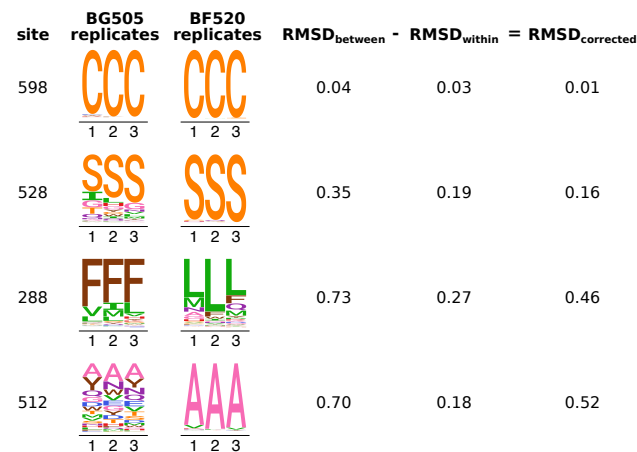 site BG505 replicates BF520 replicates RMSDbetween - RMSDwithin = RMSDcorrected
598 CCC CCC 0.04 0.03 0.01
1 2 3 1 2 3
528 SSS SSS 0.35 0.19 0.16
1 2 3 1 2 3
288 FFF LLL 0.73 0.27 0.46
1 2 3 1 2 3
512 AAA AAA 0.70 0.18 0.52
1 2 3 1 2 3